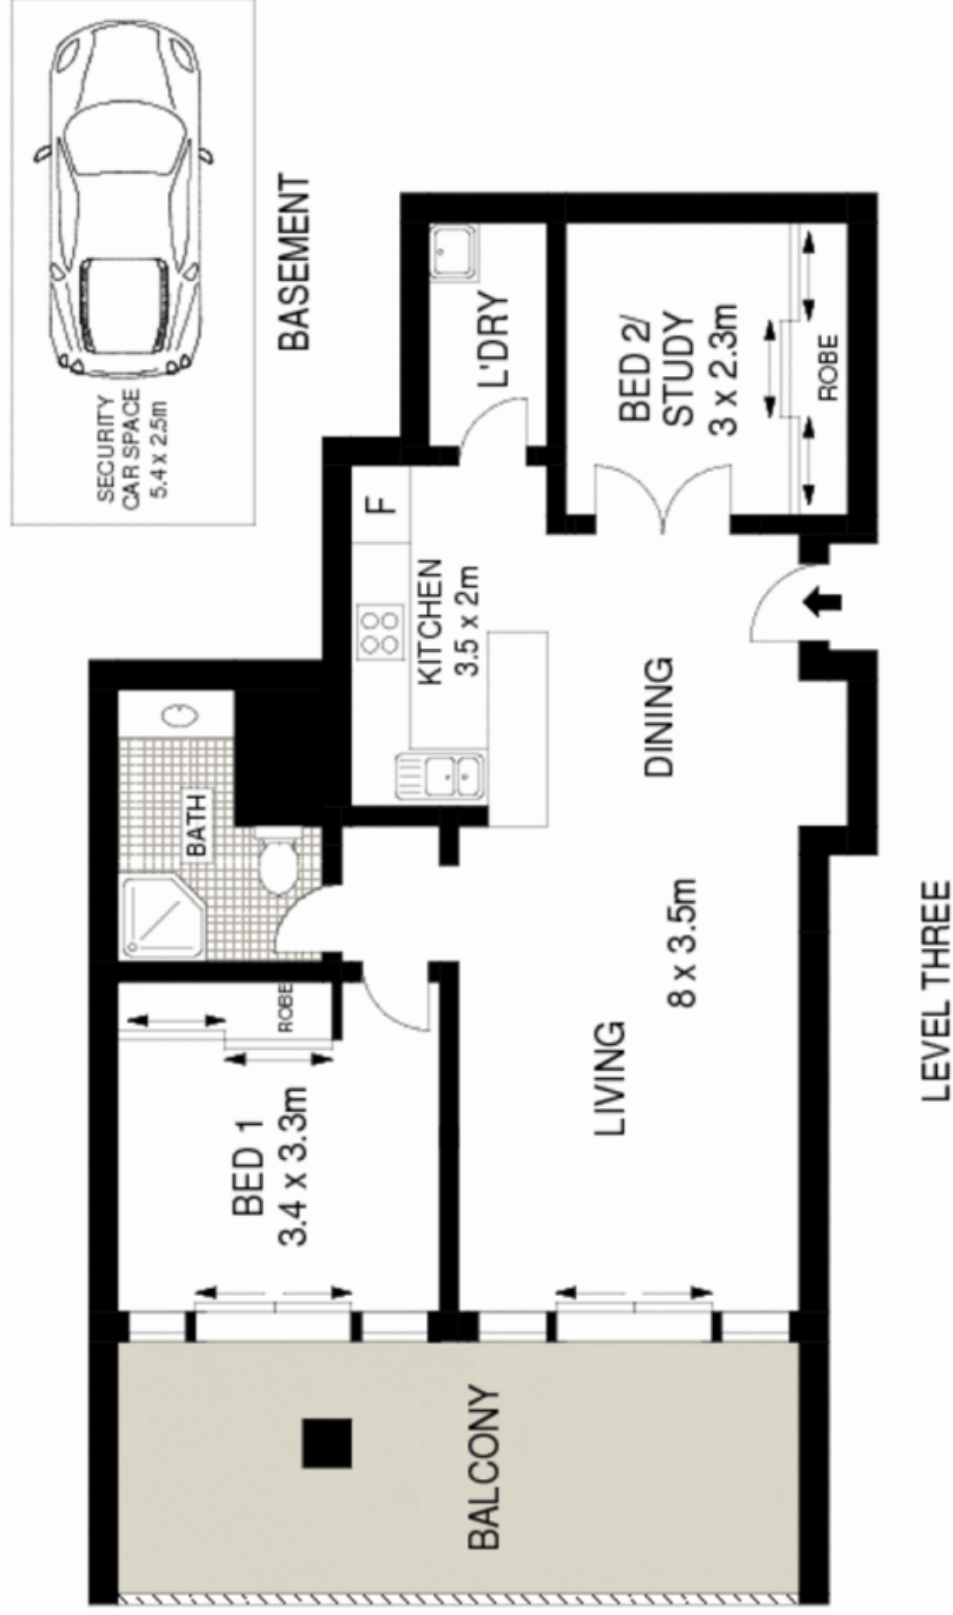 SECURITY
CAR SPACE
5.4 x 2.5m
BASEMENT
L'DRY
BED 2/
STUDY
3 x 2.3m
ROBE
F
KITCHEN
3.5 x 2m
DINING
BATH
8 x 3.5m
LIVING
ROBE
BED 1
3.4 x 3.3m
BALCONY
LEVEL THREE